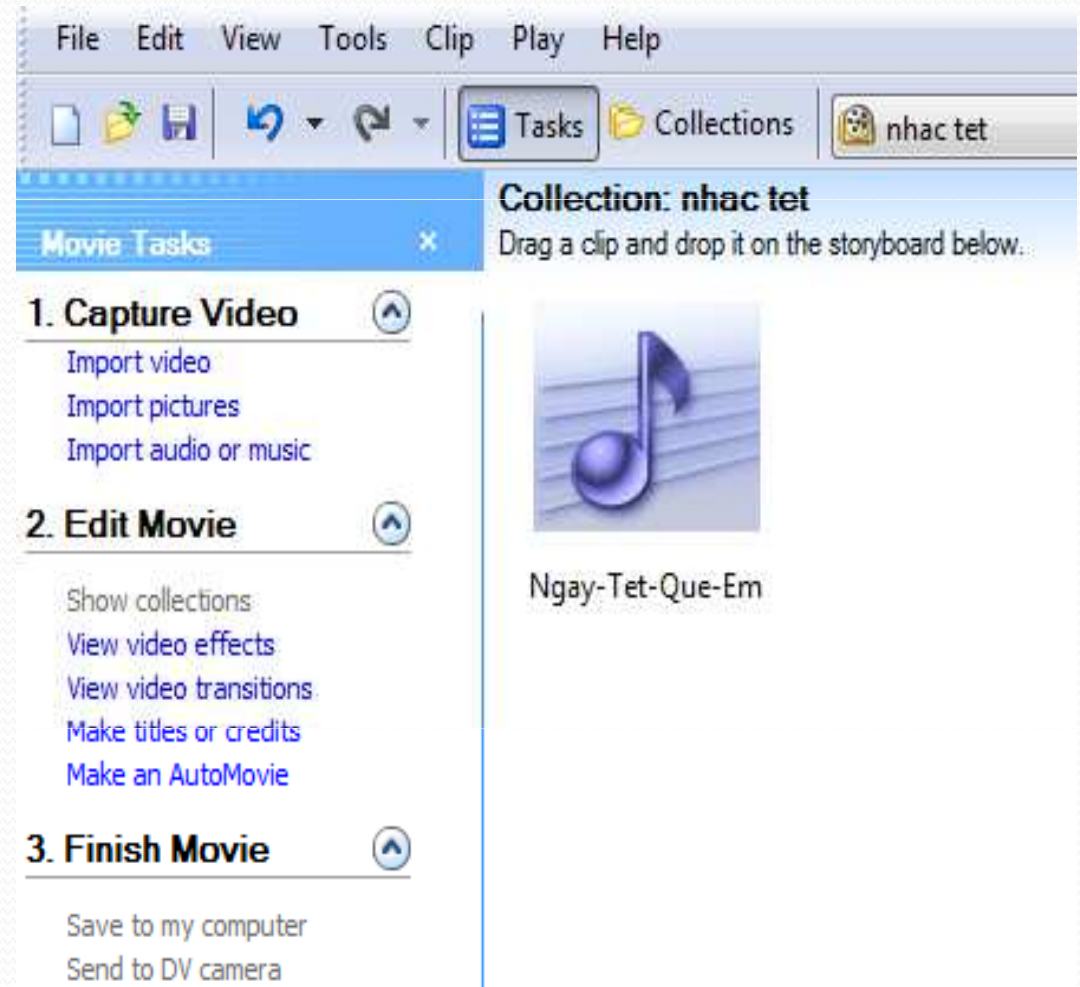 File Edit View Tools Clip Play Help
Tasks Collections nhac tet
Movie Tasks
Collection: nhac tet
Drag a clip and drop it on the storyboard below.
1. Capture Video
Import video
Import pictures
Import audio or music
2. Edit Movie
Show collections
View video effects
View video transitions
Make titles or credits
Make an AutoMovie
3. Finish Movie
Save to my computer
Send to DV camera
Ngay-Tet-Que-Em